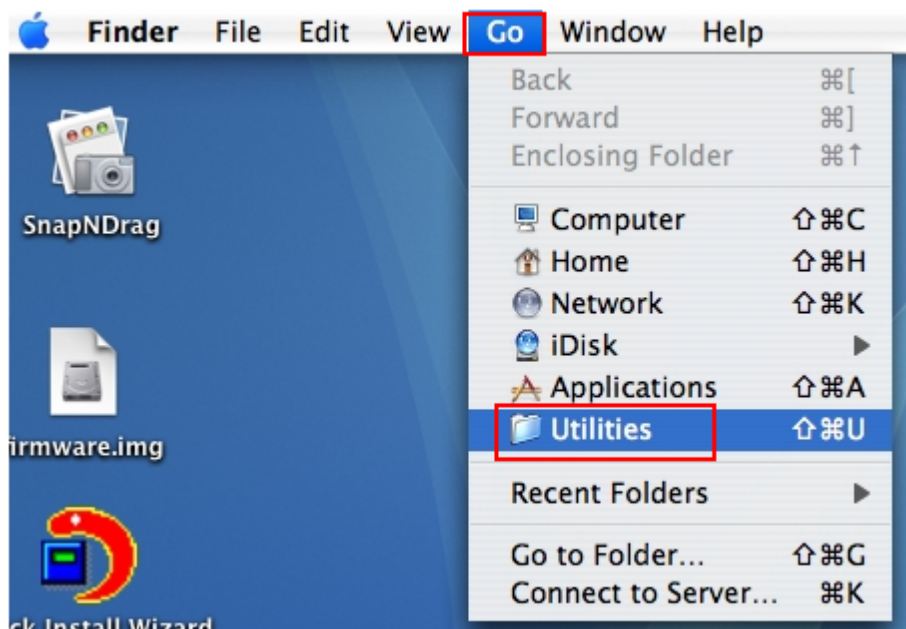 Finder File Edit View Go Window Help
Back ⌘[
Forward ⌘]
Enclosing Folder ⌘↑
Computer ⇧⌘C
Home ⇧⌘H
Network ⇧⌘K
iDisk ▶
Applications ⇧⌘A
Utilities ⇧⌘U
Recent Folders ▶
Go to Folder... ⇧⌘G
Connect to Server... ⌘K
SnapNDrag
irmware.img
ck Install Wizard